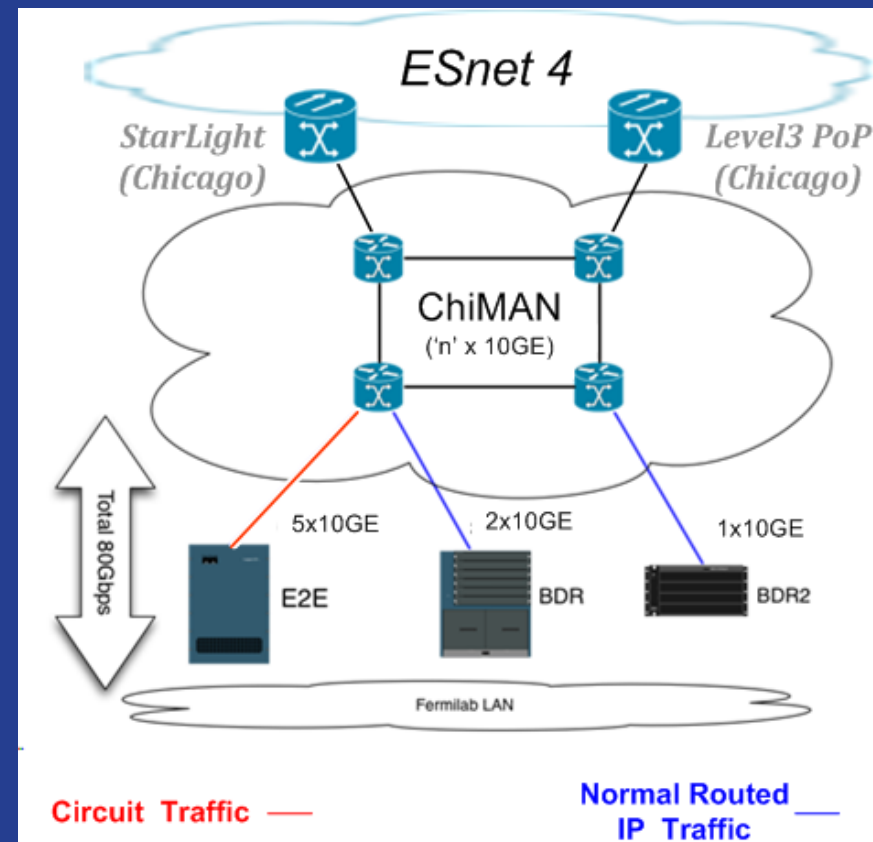 ESnet 4
StarLight
(Chicago)
Level3 PoP
(Chicago)
ChiMAN
('n' x 10GE)
Total 80Gbps
5x10GE
2x10GE
1x10GE
E2E
BDR
BDR2
Fermilab LAN
Circuit Traffic
Normal Routed
IP Traffic